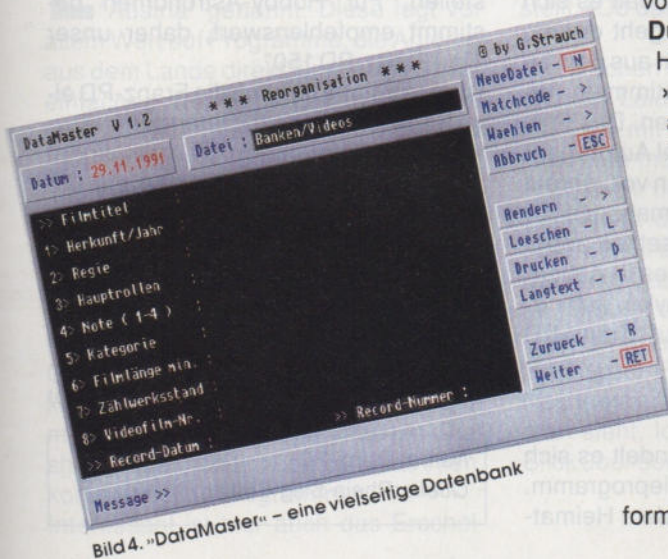 DataMaster V 1.2 *** Reorganisation *** © by G.Strauch
Datum : 29.11.1991 Datei : Banken/Videos
>> Filmtitel :
1> Herkunft/Jahr :
2> Regie :
3> Hauptrollen :
4> Note ( 1-4 ) :
5> Kategorie :
6> Filmlänge min. :
7> Zählwerksstand :
8> Videofilm-Nr. :
>> Record-Datum : >> Record-Nummer :
Message >>
NeueDatei - N
Matchcode - >
Waehlen - >
Abbruch - ESC
Aendern - >
Loeschen - L
Drucken - D
Langtext - T
Zurueck - R
Weiter - RET
Bild 4. „DataMaster“ – eine vielseitige Datenbank
form